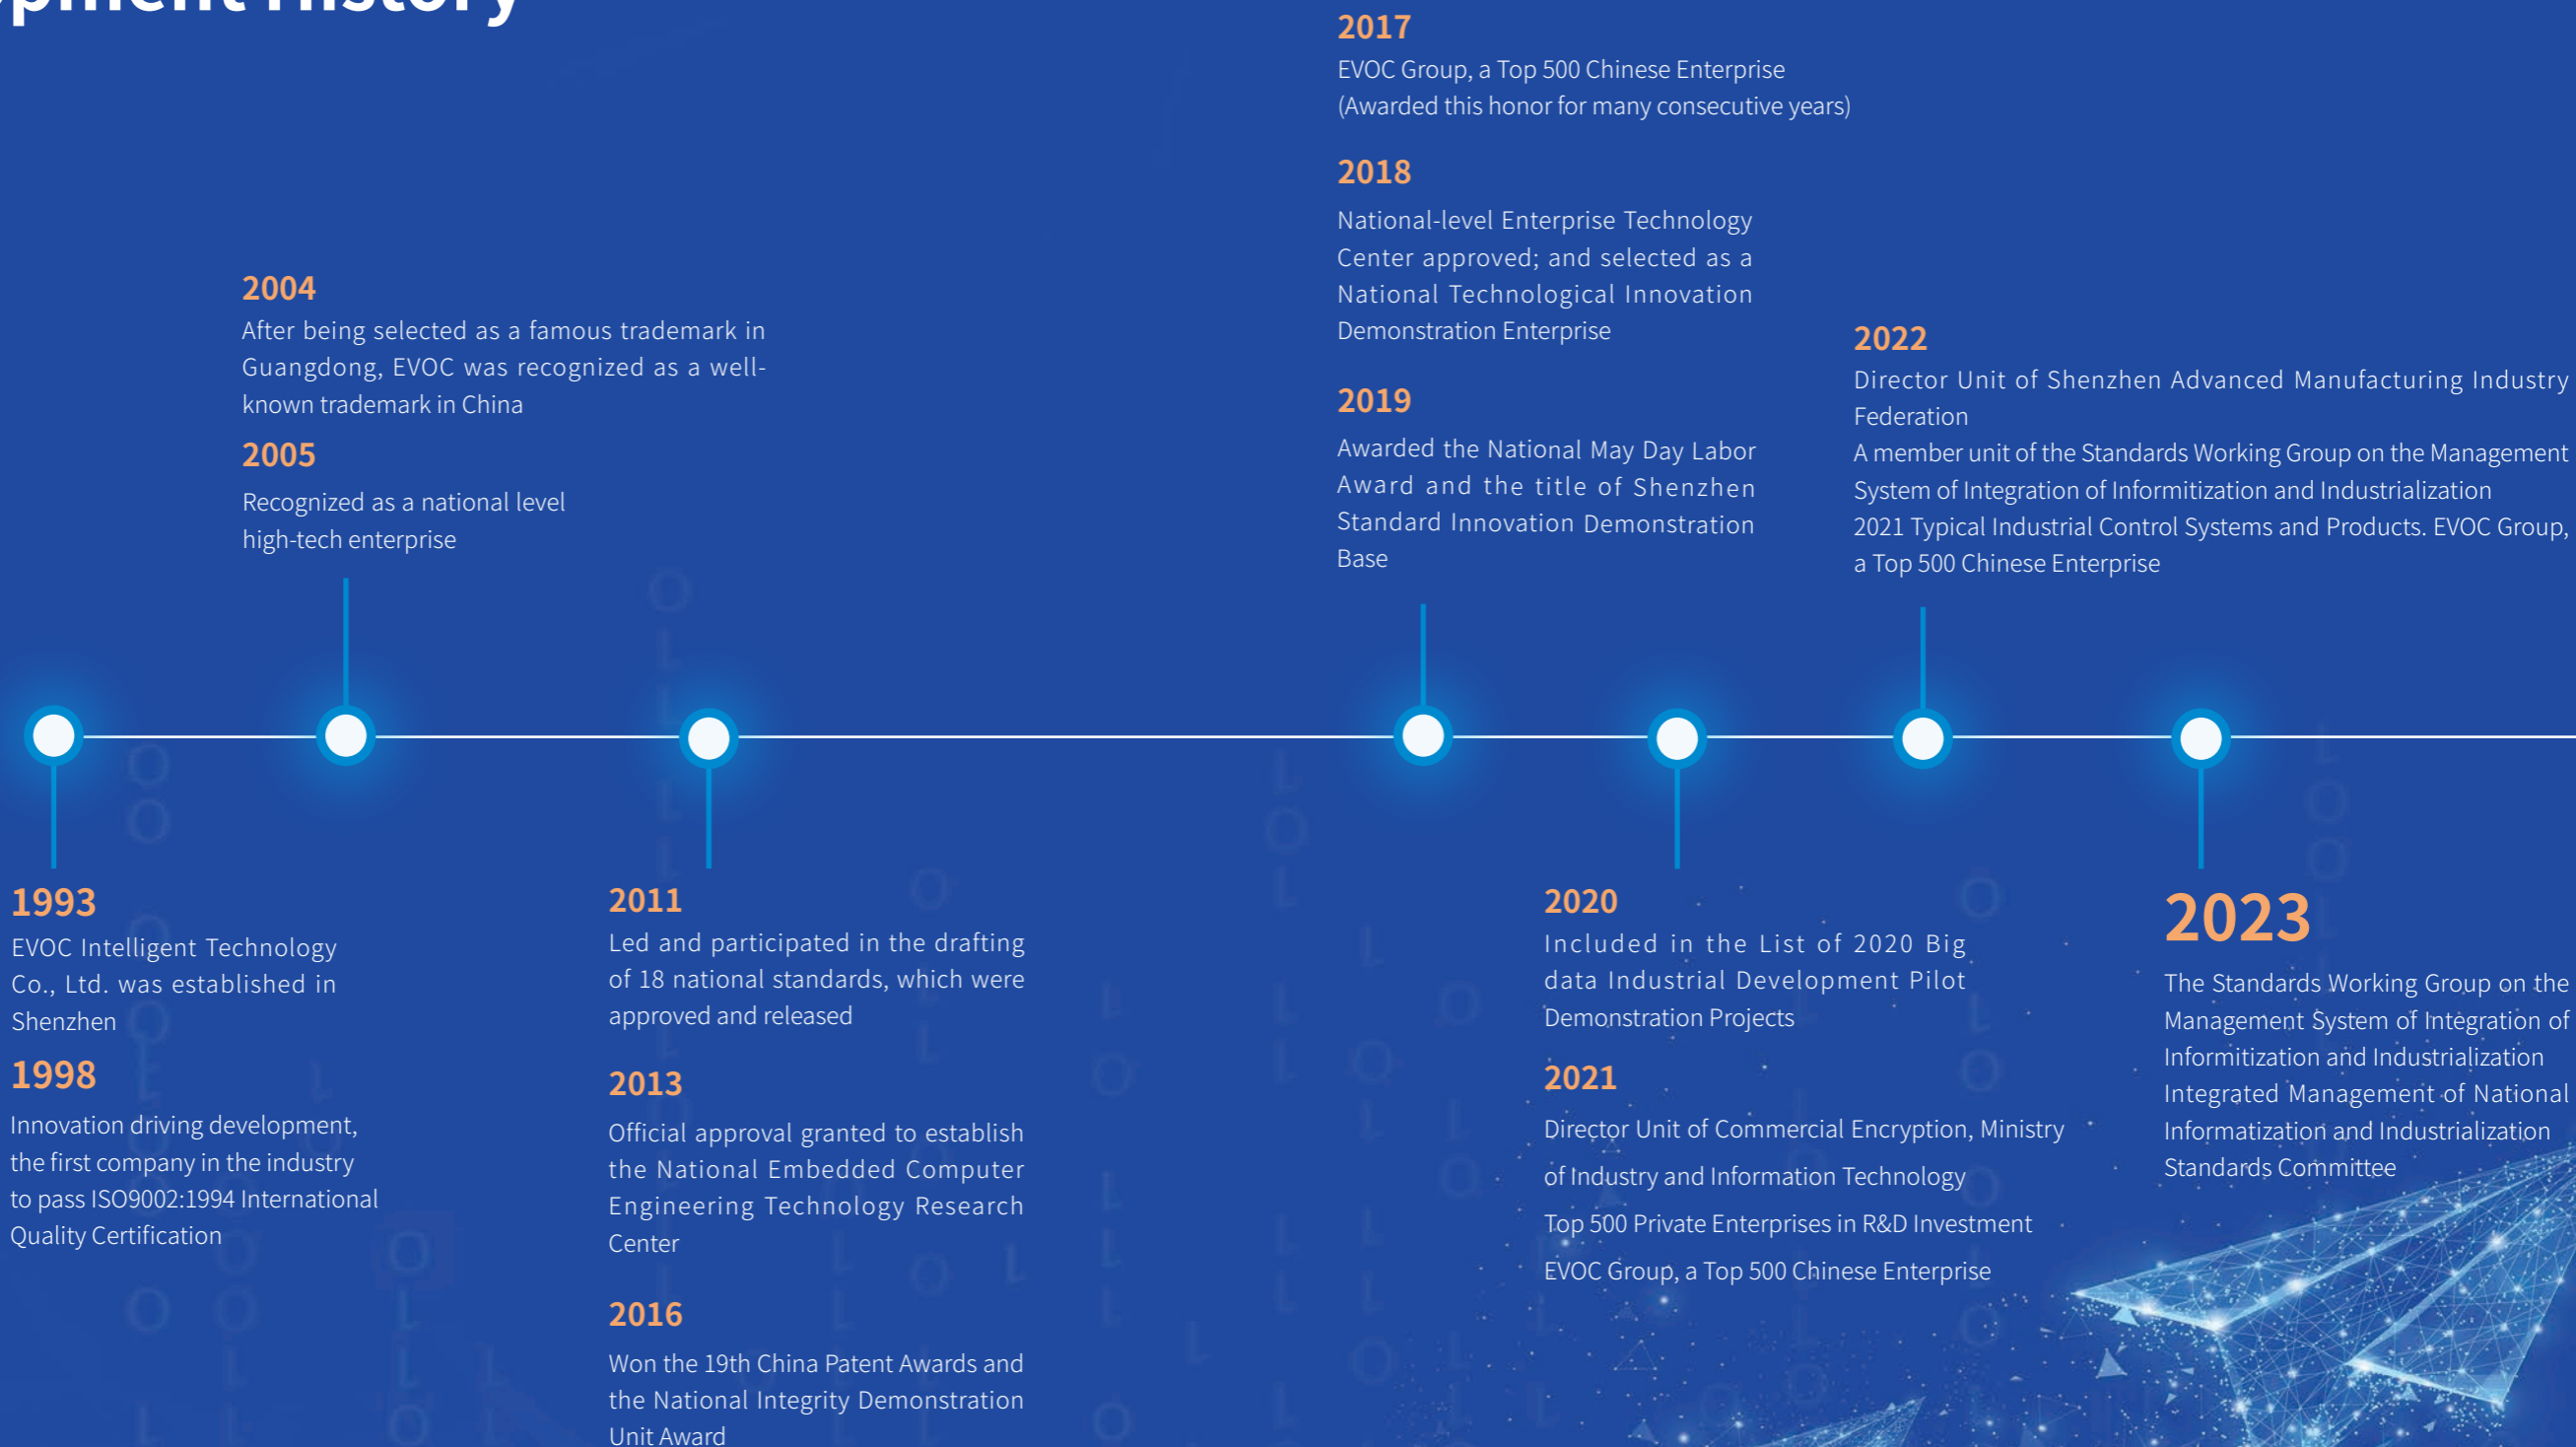 History
1993
EVOC Intelligent Technology
Co., Ltd. was established in
Shenzhen
1998
Innovation driving development,
the first company in the industry
to pass ISO9002:1994 International
Quality Certification
2004
After being selected as a famous trademark in
Guangdong, EVOC was recognized as a well-
known trademark in China
2005
Recognized as a national level
high-tech enterprise
2011
Led and participated in the drafting
of 18 national standards, which were
approved and released
2013
Official approval granted to establish
the National Embedded Computer
Engineering Technology Research
Center
2016
Won the 19th China Patent Awards and
the National Integrity Demonstration
Unit Award
2017
EVOC Group, a Top 500 Chinese Enterprise
(Awarded this honor for many consecutive years)
2018
National-level Enterprise Technology
Center approved; and selected as a
National Technological Innovation
Demonstration Enterprise
2019
Awarded the National May Day Labor
Award and the title of Shenzhen
Standard Innovation Demonstration
Base
2020
Included in the List of 2020 Big
data Industrial Development Pilot
Demonstration Projects
2021
Director Unit of Commercial Encryption, Ministry
of Industry and Information Technology
Top 500 Private Enterprises in R&D Investment
EVOC Group, a Top 500 Chinese Enterprise
2022
Director Unit of Shenzhen Advanced Manufacturing Industry
Federation
A member unit of the Standards Working Group on the Management
System of Integration of Informitization and Industrialization
2021 Typical Industrial Control Systems and Products. EVOC Group,
a Top 500 Chinese Enterprise
2023
The Standards Working Group on the
Management System of Integration of
Informitization and Industrialization
Integrated Management of National
Informatization and Industrialization
Standards Committee